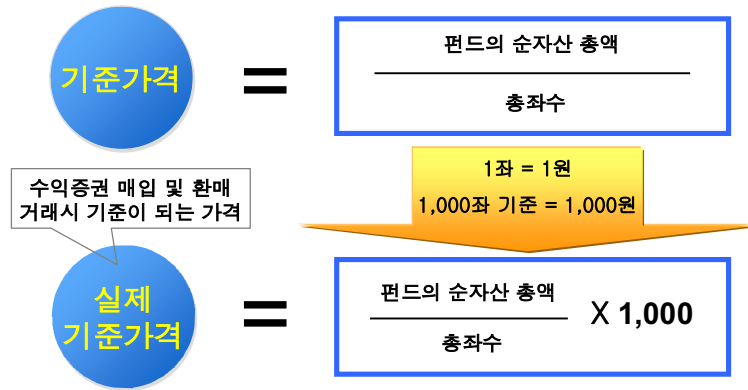 기준가격
=
펀드의 순자산 총액
총좌수
1좌 = 1원
1,000좌 기준 = 1,000원
수익증권 매입 및 환매
거래시 기준이 되는 가격
실제
기준가격
=
펀드의 순자산 총액
총좌수
X 1,000